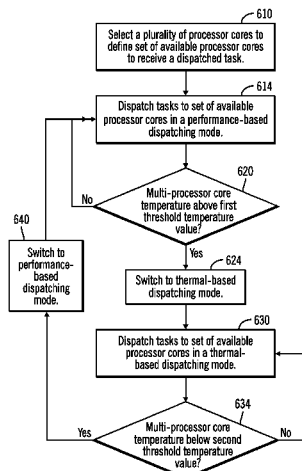 610
Select a plurality of processor cores to
define set of available processor cores
to receive a dispatched task.
614
Dispatch tasks to set of available
processor cores in a performance-based
dispatching mode.
620
Multi-processor core
temperature above first
threshold temperature
value?
No
Yes
640
Switch to
performance-
based
dispatching
mode.
624
Switch to thermal-based
dispatching mode.
630
Dispatch tasks to set of available
processor cores in a thermal-
based dispatching mode.
634
Multi-processor core
temperature below second
threshold temperature
value?
Yes
No